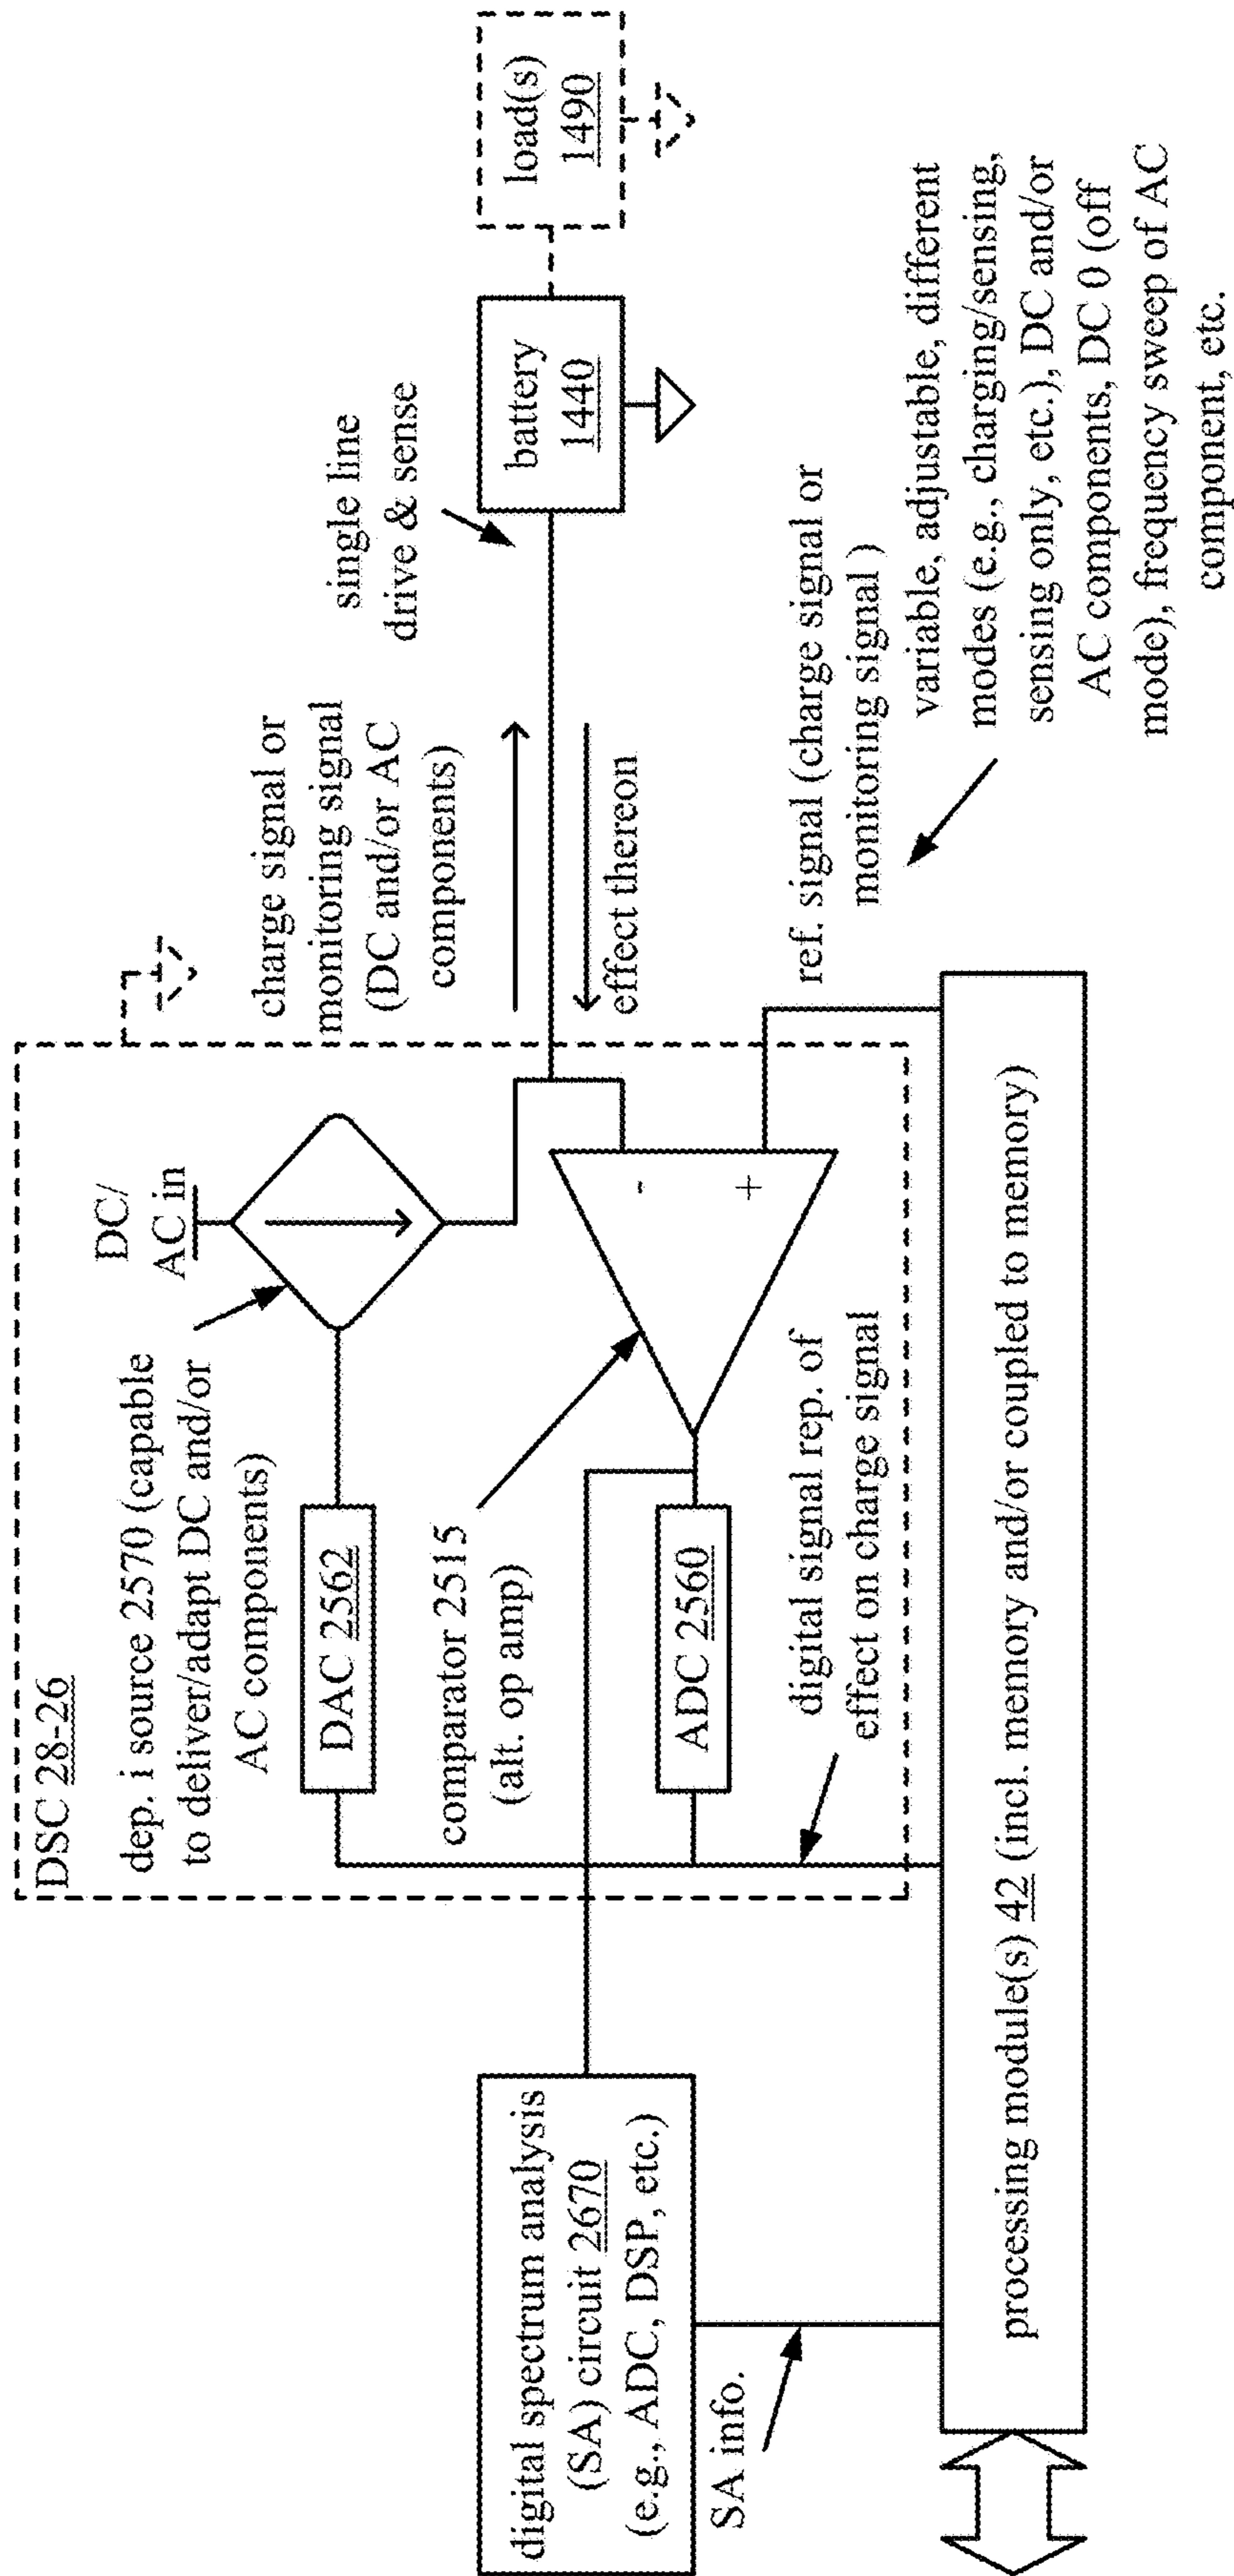 DSC 28-26
dep. i source 2570 (capable
to deliver/adapt DC and/or
AC components)
DC/
AC in
DAC 2562
comparator 2515
(alt. op amp)
-
+
ADC 2560
digital signal rep. of
effect on charge signal
charge signal or
monitoring signal
(DC and/or AC
components)
effect thereon
single line
drive & sense
battery
1440
load(s)
1490
digital spectrum analysis
(SA) circuit 2670
(e.g., ADC, DSP, etc.)
SA info.
ref. signal (charge signal or
monitoring signal )
variable, adjustable, different
modes (e.g., charging/sensing,
sensing only, etc.), DC and/or
AC components, DC 0 (off
mode), frequency sweep of AC
component, etc.
processing module(s) 42 (incl. memory and/or coupled to memory)